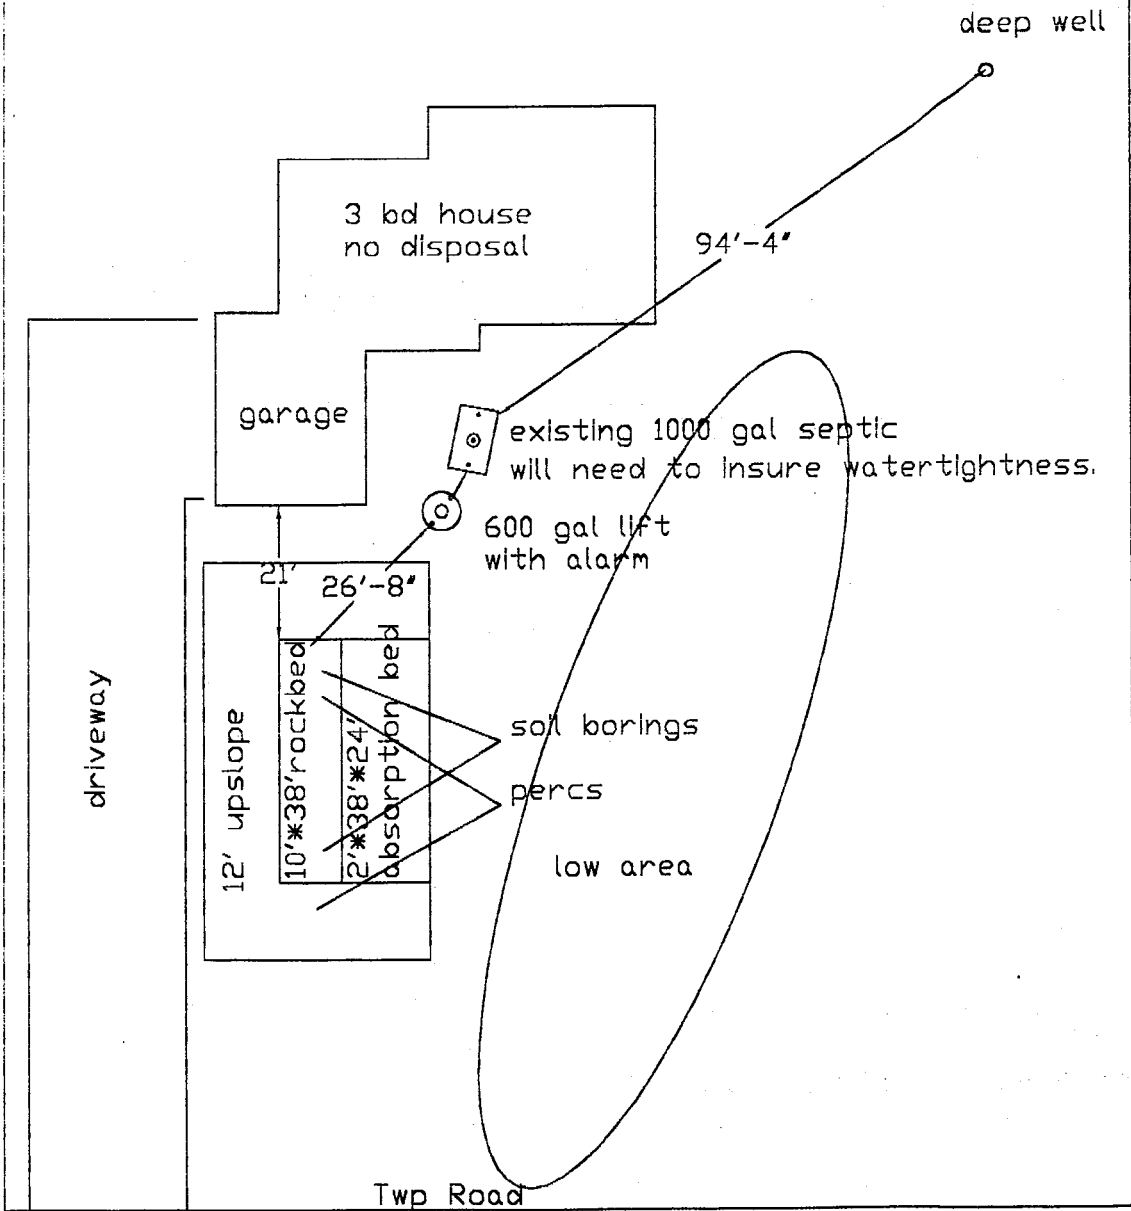 deep well
3 bd house
no disposal
94'-4"
garage
existing 1000 gal septic
will need to insure watertightness.
600 gal lift
with alarm
21'
26'-8"
driveway
12' upslope
10'*38'rockbed
2'*38'*24'
absorption bed
soil borings
percs
low area
Twp Road